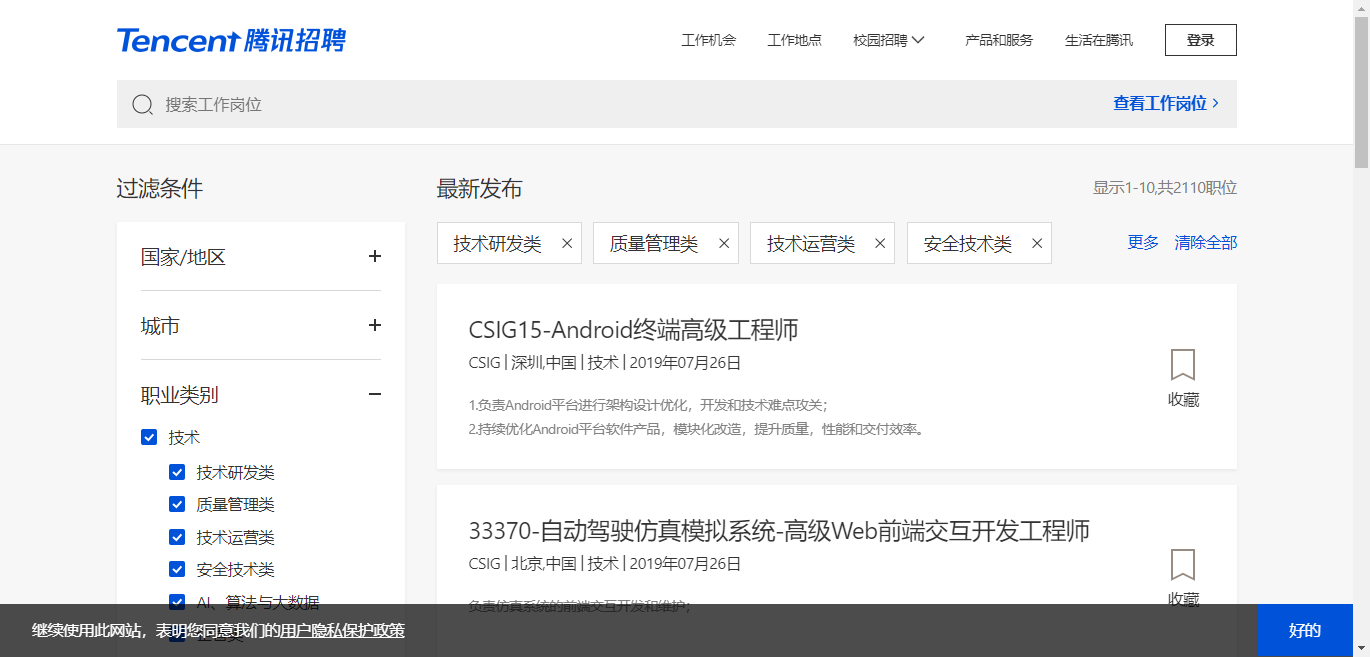 Tencent 腾讯招聘
工作机会 工作地点 校园招聘 产品和服务 生活在腾讯 登录
搜索工作岗位 查看工作岗位
过滤条件
国家/地区
城市
职业类别
技术
技术研发类
质量管理类
技术运营类
安全技术类
AI、算法与大数据
最新发布 显示1-10,共2110职位
技术研发类 质量管理类 技术运营类 安全技术类 更多 清除全部
CSIG15-Android终端高级工程师
CSIG | 深圳,中国 | 技术 | 2019年07月26日
1.负责Android平台进行架构设计优化，开发和技术难点攻关；
2.持续优化Android平台软件产品，模块化改造，提升质量，性能和交付效率。
收藏
33370-自动驾驶仿真模拟系统-高级Web前端交互开发工程师
CSIG | 北京,中国 | 技术 | 2019年07月26日
负责仿真系统的前端交互开发和维护;
收藏
继续使用此网站，表明您同意我们的用户隐私保护政策 好的